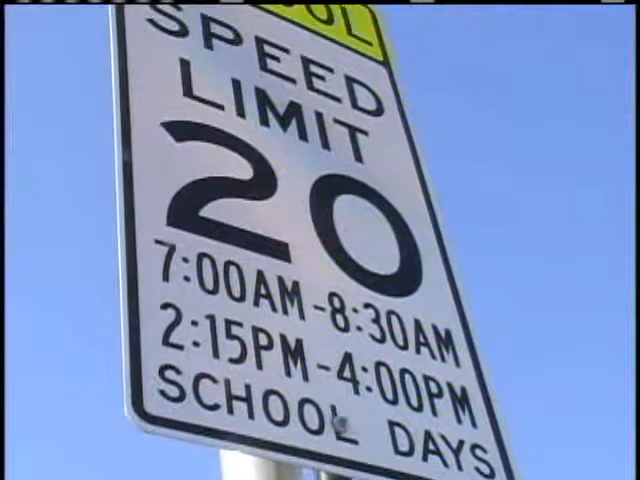 SPEED
LIMIT
20
7:00AM-8:30AM
2:15PM-4:00PM
SCHOOL DAYS